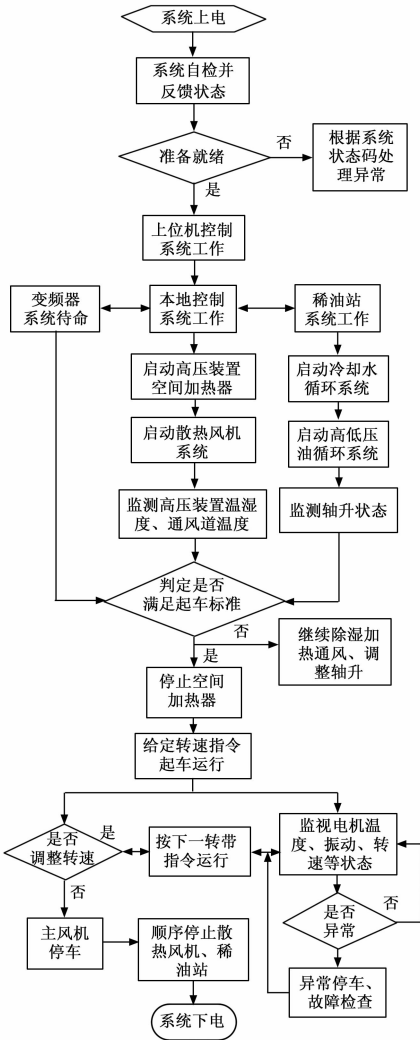 系统上电
系统自检并
反馈状态
准备就绪
否
根据系统
状态码处
理异常
是
上位机控制
系统工作
变频器
系统待命
本地控制
系统工作
稀油站
系统工作
启动高压装置
空间加热器
启动冷却水
循环系统
启动散热风机
系统
启动高低压
油循环系统
监测高压装置温湿
度、通风道温度
监测轴升状态
判定是否
满足起车标准
否
继续除湿加
热通风、调
整轴升
是
停止空间
加热器
给定转速指令
起车运行
是否
调整转速
是
按下一转带
指令运行
监视电机温
度、振动、转
速等状态
否
主风机
停车
顺序停止散
热风机、稀
油站
是否
异常
否
异常停车、
故障检查
系统下电